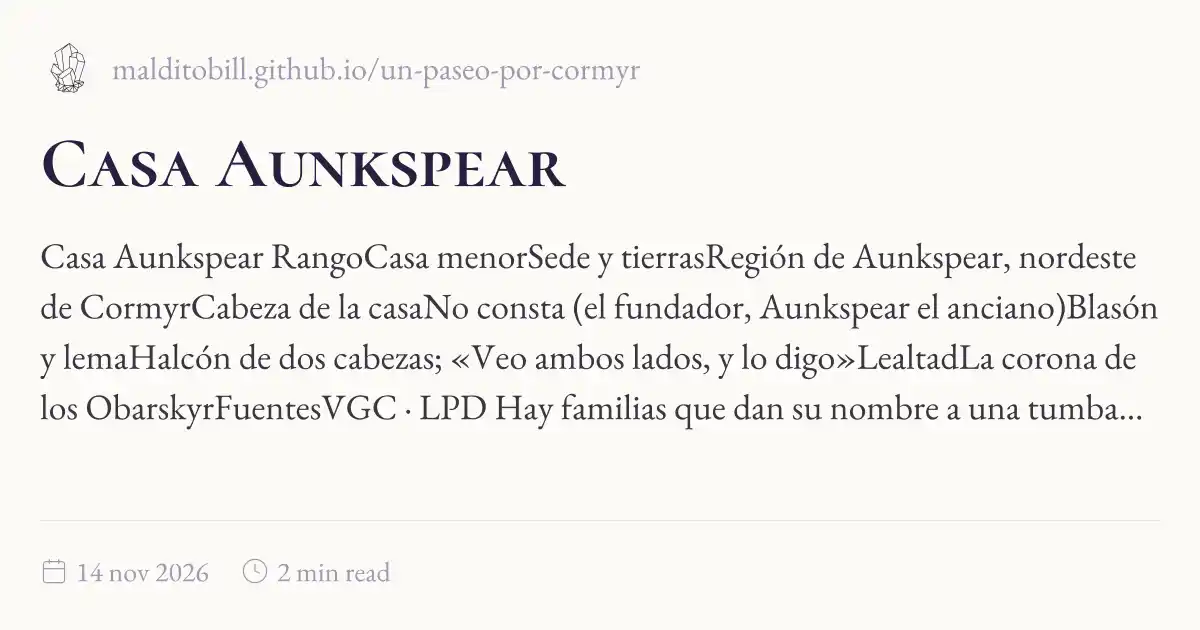 malditobill.github.io/un-paseo-por-cormyr
Casa Aunkspear
Casa Aunkspear RangoCasa menorSede y tierrasRegión de Aunkspear, nordeste
de CormyrCabeza de la casaNo consta (el fundador, Aunkspear el anciano)Blasón
y lemaHalcón de dos cabezas; «Veo ambos lados, y lo digo»LealtadLa corona de
los ObarskyrFuentesVGC · LPD Hay familias que dan su nombre a una tumba...
14 nov 2026
2 min read